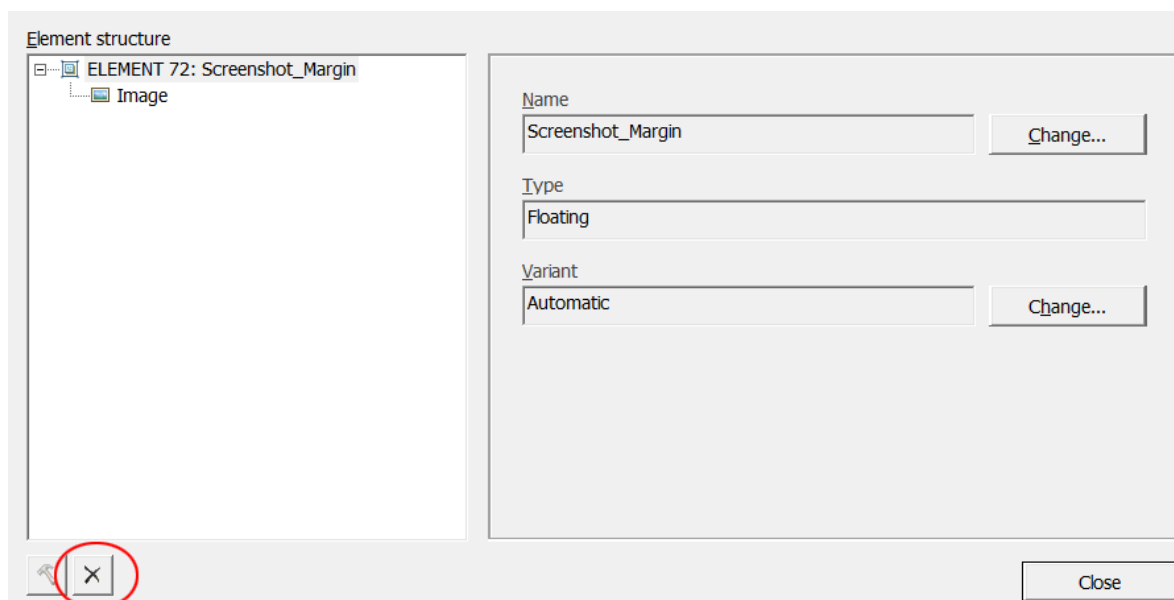 Element structure
ELEMENT 72: Screenshot_Margin
Image
Name
Screenshot_Margin
Change...
Type
Floating
Variant
Automatic
Change...
Close